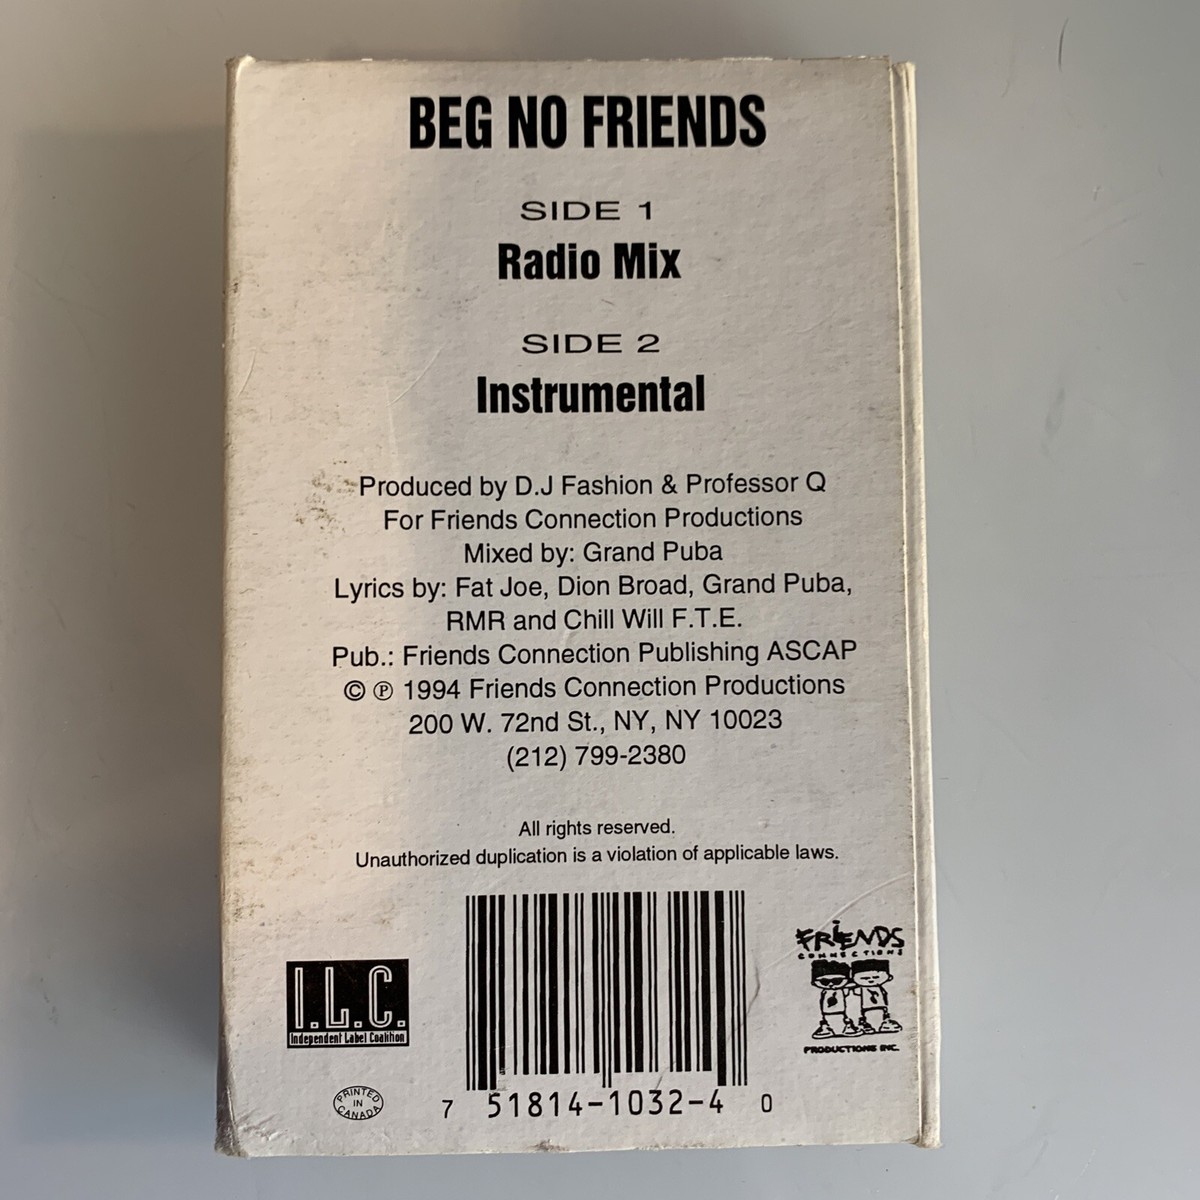 BEG NO FRIENDS
SIDE 1
Radio Mix
SIDE 2
Instrumental
Produced by D.J Fashion & Professor Q
For Friends Connection Productions
Mixed by: Grand Puba
Lyrics by: Fat Joe, Dion Broad, Grand Puba,
RMR and Chill Will F.T.E.
Pub.: Friends Connection Publishing ASCAP
© ℗ 1994 Friends Connection Productions
200 W. 72nd St., NY, NY 10023
(212) 799-2380
All rights reserved.
Unauthorized duplication is a violation of applicable laws.
I.L.C.
Independent Label Coalition
PRINTED
IN
CANADA
7 51814-1032-4 0
FRiENDS
CONNECTIONS
PRODUCTIONS INC.